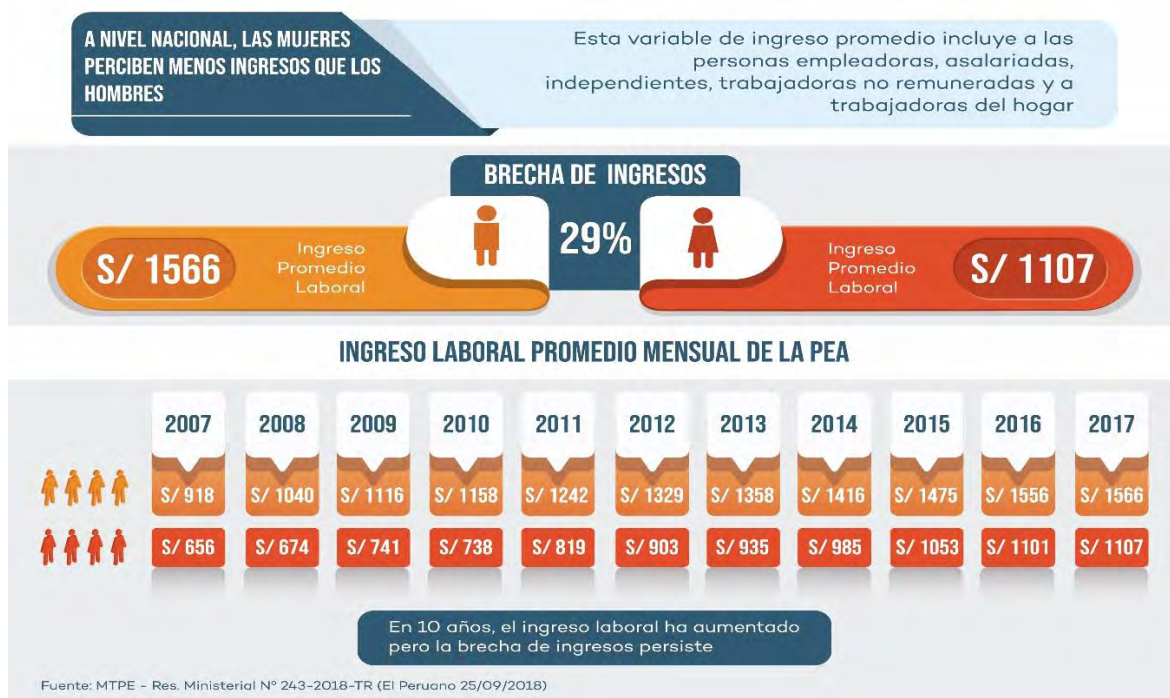 A NIVEL NACIONAL, LAS MUJERES
PERCIBEN MENOS INGRESOS QUE LOS
HOMBRES
Esta variable de ingreso promedio incluye a las
personas empleadoras, asalariadas,
independientes, trabajadoras no remuneradas y a
trabajadoras del hogar
BRECHA DE INGRESOS
S/ 1566
Ingreso
Promedio
Laboral
29%
Ingreso
Promedio
Laboral
S/ 1107
INGRESO LABORAL PROMEDIO MENSUAL DE LA PEA
2007 2008 2009 2010 2011 2012 2013 2014 2015 2016 2017
S/ 918 S/ 1040 S/ 1116 S/ 1158 S/ 1242 S/ 1329 S/ 1358 S/ 1416 S/ 1475 S/ 1556 S/ 1566
S/ 656 S/ 674 S/ 741 S/ 738 S/ 819 S/ 903 S/ 935 S/ 985 S/ 1053 S/ 1101 S/ 1107
En 10 años, el ingreso laboral ha aumentado
pero la brecha de ingresos persiste
Fuente: MTPE - Res. Ministerial N° 243-2018-TR (El Peruano 25/09/2018)